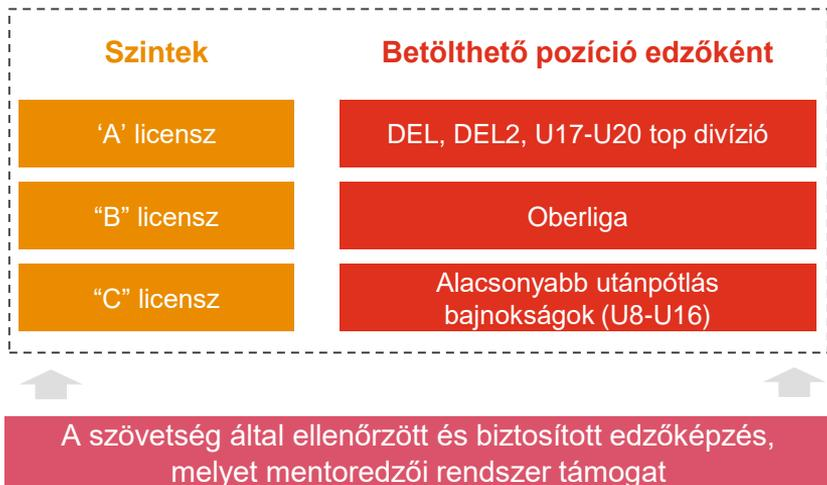 Szintek
Betölthető pozíció edzőként
‘A’ licensz
DEL, DEL2, U17-U20 top divízió
“B” licensz
Oberliga
“C” licensz
Alacsonyabb utánpótlás
bajnokságok (U8-U16)
A szövetség által ellenőrzött és biztosított edzőképzés,
melyet mentoredzői rendszer támogat